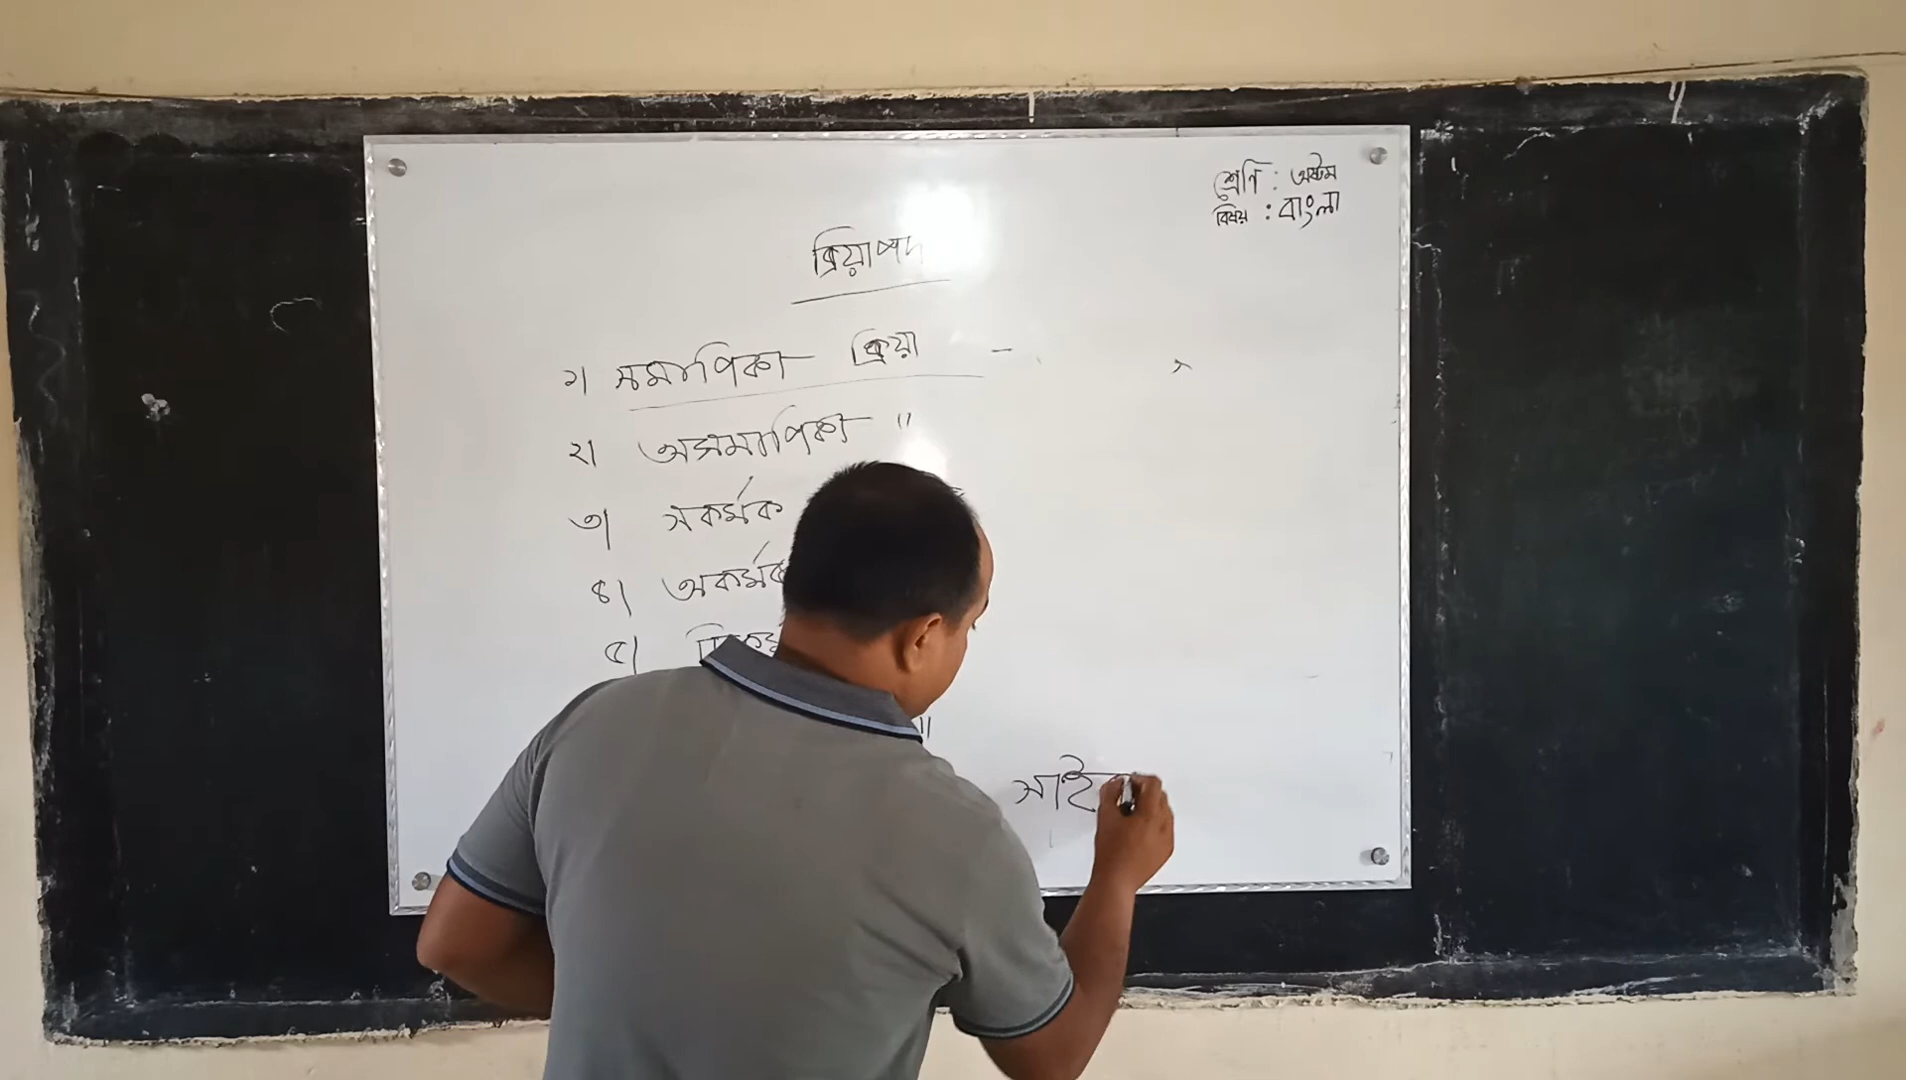 শ্রেণি : অষ্টম
বিষয় : বাংলা
ক্রিয়াপদ
১। সমাপিকা ক্রিয়া -
২। অসমাপিকা "
৩। সকর্মক
৪। অকর্মক
৫।
"